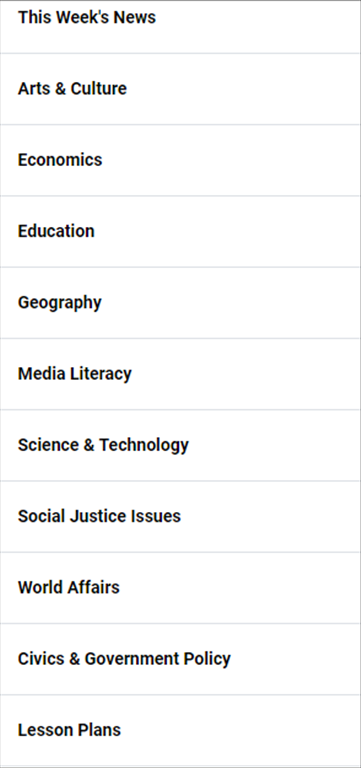 This Week's News
Arts & Culture
Economics
Education
Geography
Media Literacy
Science & Technology
Social Justice Issues
World Affairs
Civics & Government Policy
Lesson Plans